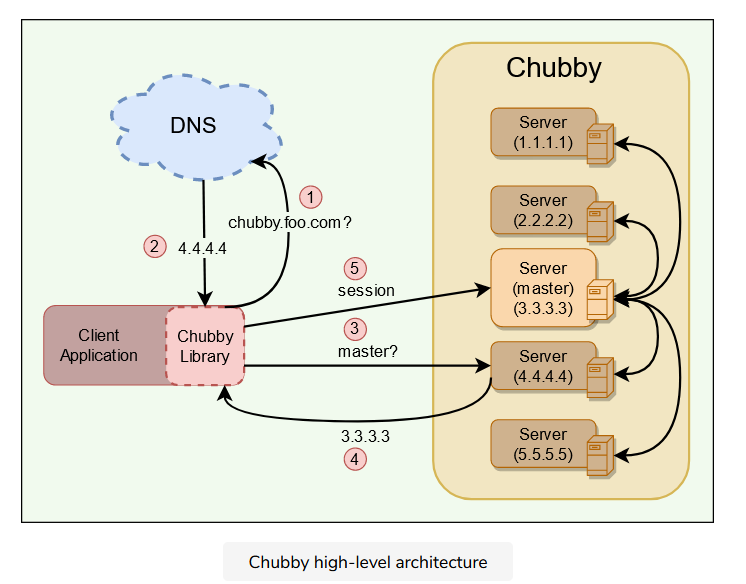 Chubby
DNS
Server
(1.1.1.1)
1
chubby.foo.com?
2
4.4.4.4
Server
(2.2.2.2)
5
session
Server
(master)
(3.3.3.3)
3
master?
Client
Application
Chubby
Library
Server
(4.4.4.4)
3.3.3.3
4
Server
(5.5.5.5)
Chubby high-level architecture